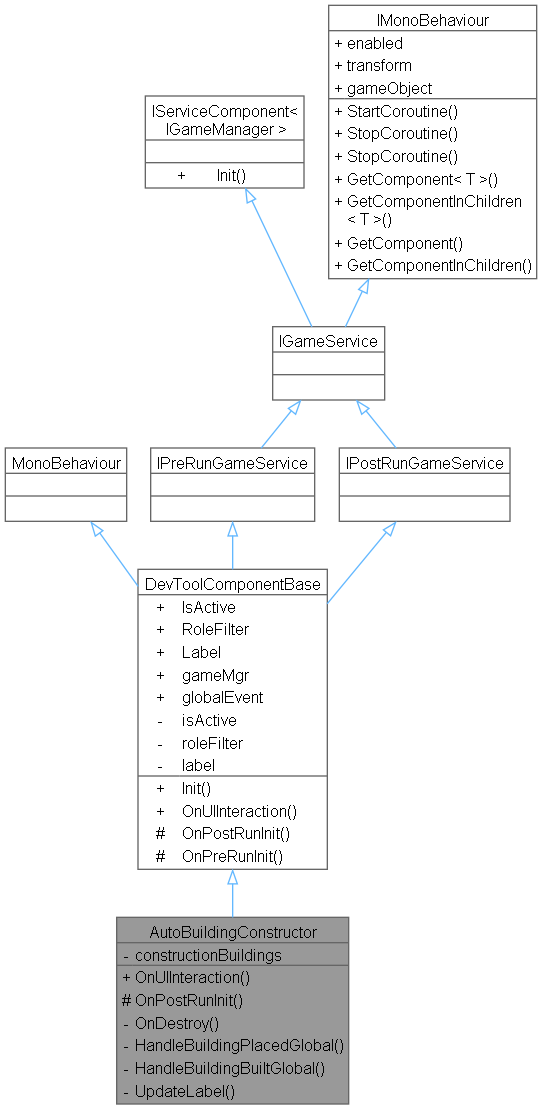 IMonoBehaviour
+ enabled
+ transform
+ gameObject
+ StartCoroutine()
+ StopCoroutine()
+ StopCoroutine()
+ GetComponent< T >()
+ GetComponentInChildren
< T >()
+ GetComponent()
+ GetComponentInChildren()
IServiceComponent<
IGameManager >
+ Init()
IGameService
MonoBehaviour
IPreRunGameService
IPostRunGameService
DevToolComponentBase
+ IsActive
+ RoleFilter
+ Label
+ gameMgr
+ globalEvent
- isActive
- roleFilter
- label
+ Init()
+ OnUIInteraction()
# OnPostRunInit()
# OnPreRunInit()
AutoBuildingConstructor
- constructionBuildings
+ OnUIInteraction()
# OnPostRunInit()
- OnDestroy()
- HandleBuildingPlacedGlobal()
- HandleBuildingBuiltGlobal()
- UpdateLabel()